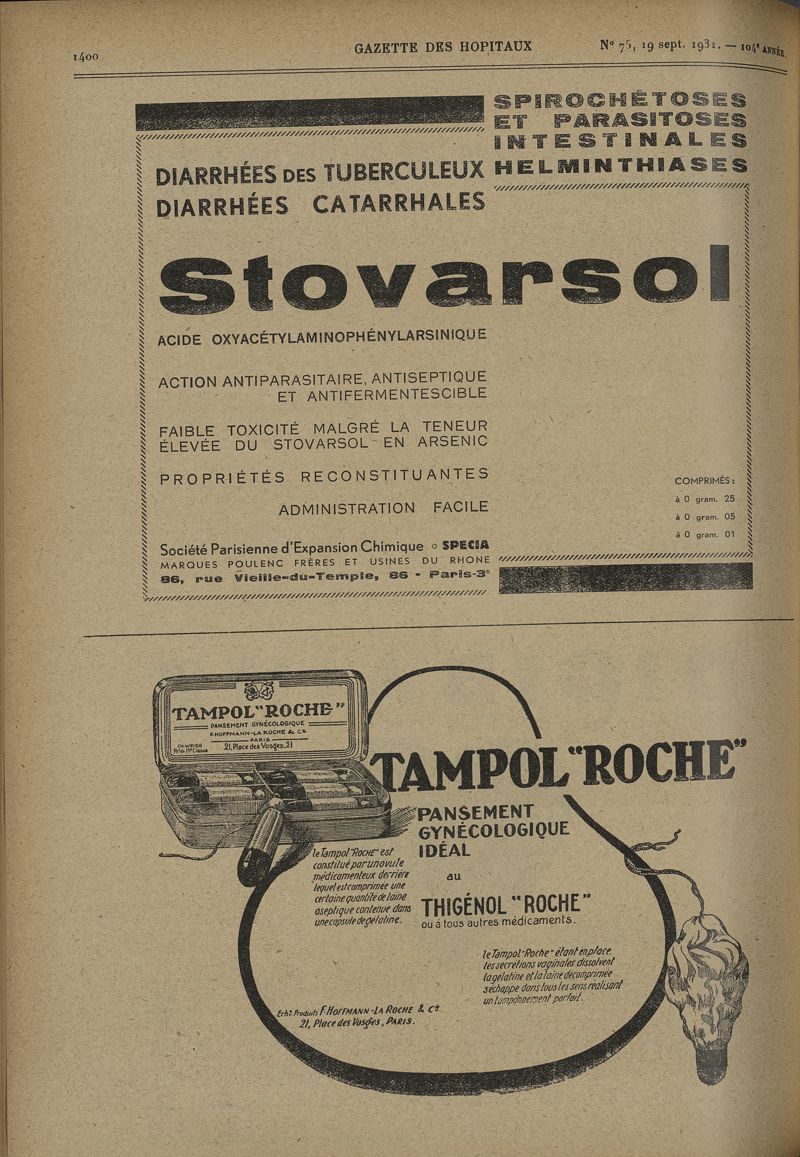 1400
GAZETTE DES HOPITAUX
N° 75, 19 sept. 1931. — 104e ANNÉE.
SPIROCHÉTOSES
ET PARASITOSES
INTESTINALES
HELMINTHIASES
DIARRHÉES DES TUBERCULEUX
DIARRHÉES CATARRHALES
Stovarsol
ACIDE OXYACÉTYLAMINOPHÉNYLARSINIQUE
ACTION ANTIPARASITAIRE, ANTISEPTIQUE
ET ANTIFERMENTESCIBLE
FAIBLE TOXICITÉ MALGRÉ LA TENEUR
ÉLEVÉE DU STOVARSOL EN ARSENIC
PROPRIÉTÉS RECONSTITUANTES
ADMINISTRATION FACILE
COMPRIMÉS :
à 0 gram. 25
à 0 gram. 05
à 0 gram. 01
Société Parisienne d'Expansion Chimique o SPECIA
MARQUES POULENC FRÈRES ET USINES DU RHONE
86, rue Vieille-du-Temple, 86 - Paris-3e
TAMPOL "ROCHE"
PANSEMENT GYNÉCOLOGIQUE
F. HOFFMANN-LA ROCHE & Cie
PARIS
21, Place des Vosges, 21
TAMPOL "ROCHE"
PANSEMENT
GYNÉCOLOGIQUE
IDÉAL
au
THIGÉNOL "ROCHE"
ou à tous autres médicaments.
le Tampol "Roche" est
constitué par un ovule
médicamenteux derrière
lequel est comprimée une
certaine quantité de laine
aseptique contenue dans
une capsule de gélatine.
le Tampol "Roche" étant en place,
les secrétions vaginales dissolvent
la gélatine et la laine décomprimée
s'échappe dans tous les sens réalisant
un tamponnement parfait.
Echt. Produits F. HOFFMANN-LA ROCHE & Cie
21, Place des Vosges, PARIS.